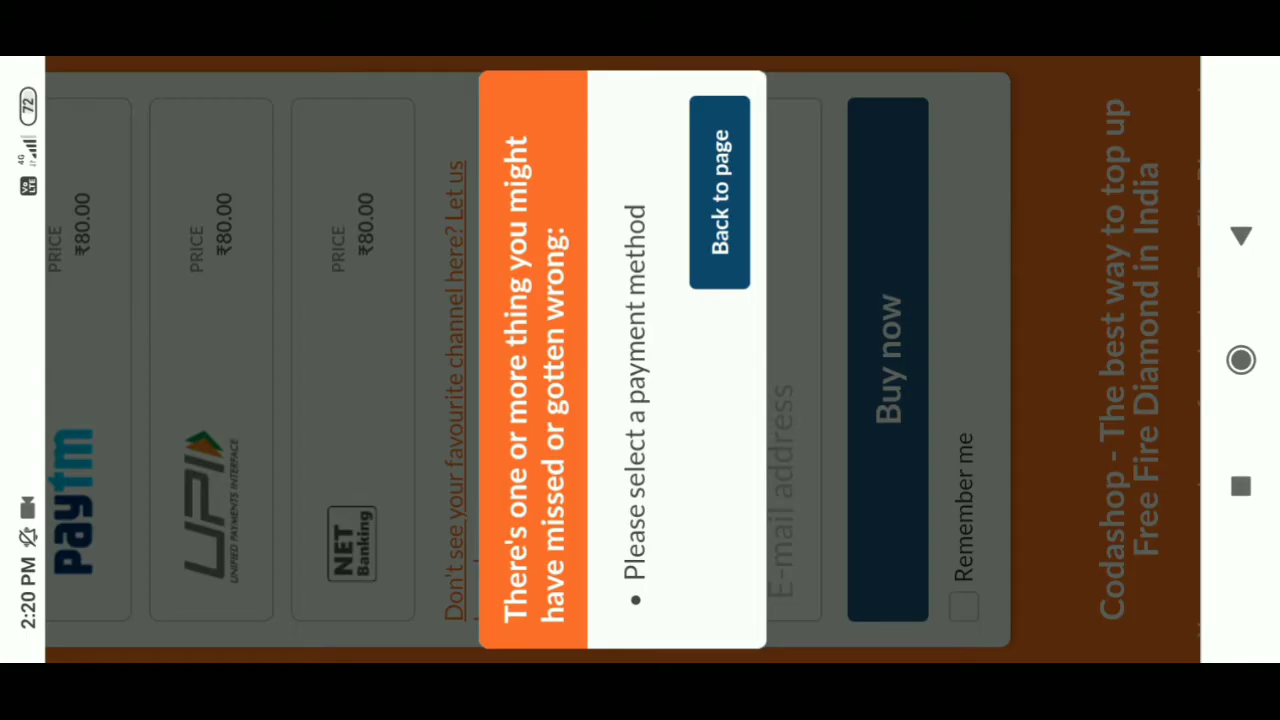 2:20 PM
VoLTE 4G 72
Paytm
PRICE
₹80.00
UPI
UNIFIED PAYMENTS INTERFACE
PRICE
₹80.00
NET
Banking
PRICE
₹80.00
Don't see your favourite channel here? Let us
There's one or more thing you might
have missed or gotten wrong:
• Please select a payment method
Back to page
E-mail address
Buy now
Remember me
Codashop - The best way to top up
Free Fire Diamond in India